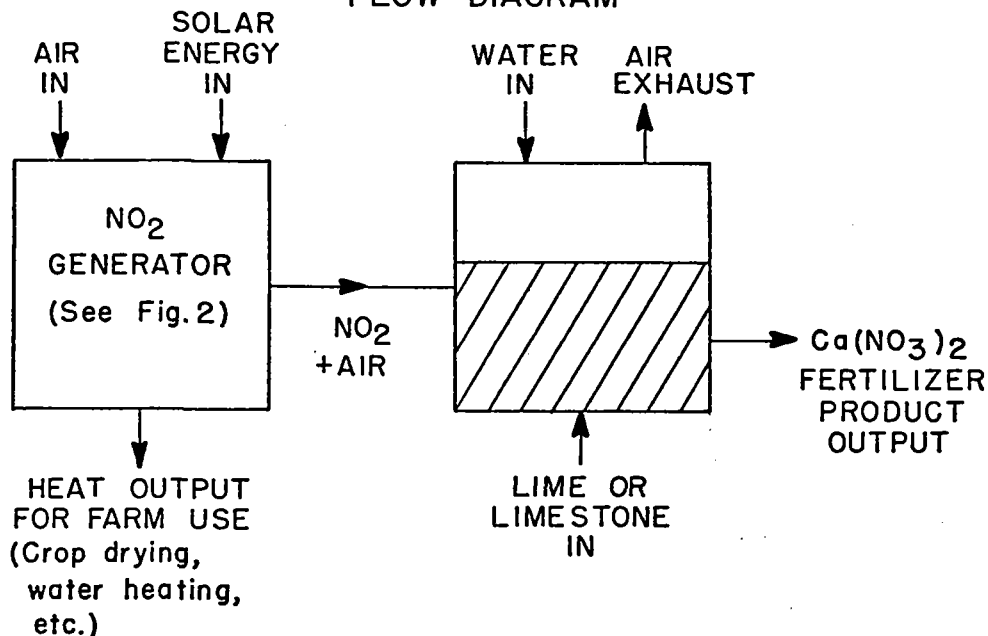 FLOW DIAGRAM
AIR
IN
SOLAR
ENERGY
IN
WATER
IN
AIR
EXHAUST
NO2
GENERATOR
(See Fig.2)
NO2
+AIR
Ca(NO3)2
FERTILIZER
PRODUCT
OUTPUT
HEAT OUTPUT
FOR FARM USE
(Crop drying,
water heating,
etc.)
LIME OR
LIMESTONE
IN